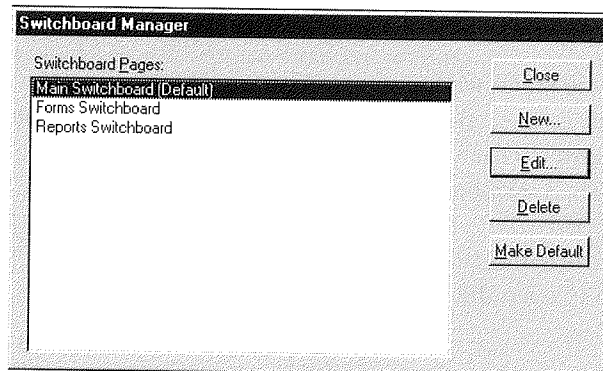 Switchboard Manager
Switchboard Pages:
Main Switchboard (Default)
Forms Switchboard
Reports Switchboard
Close
New...
Edit...
Delete
Make Default